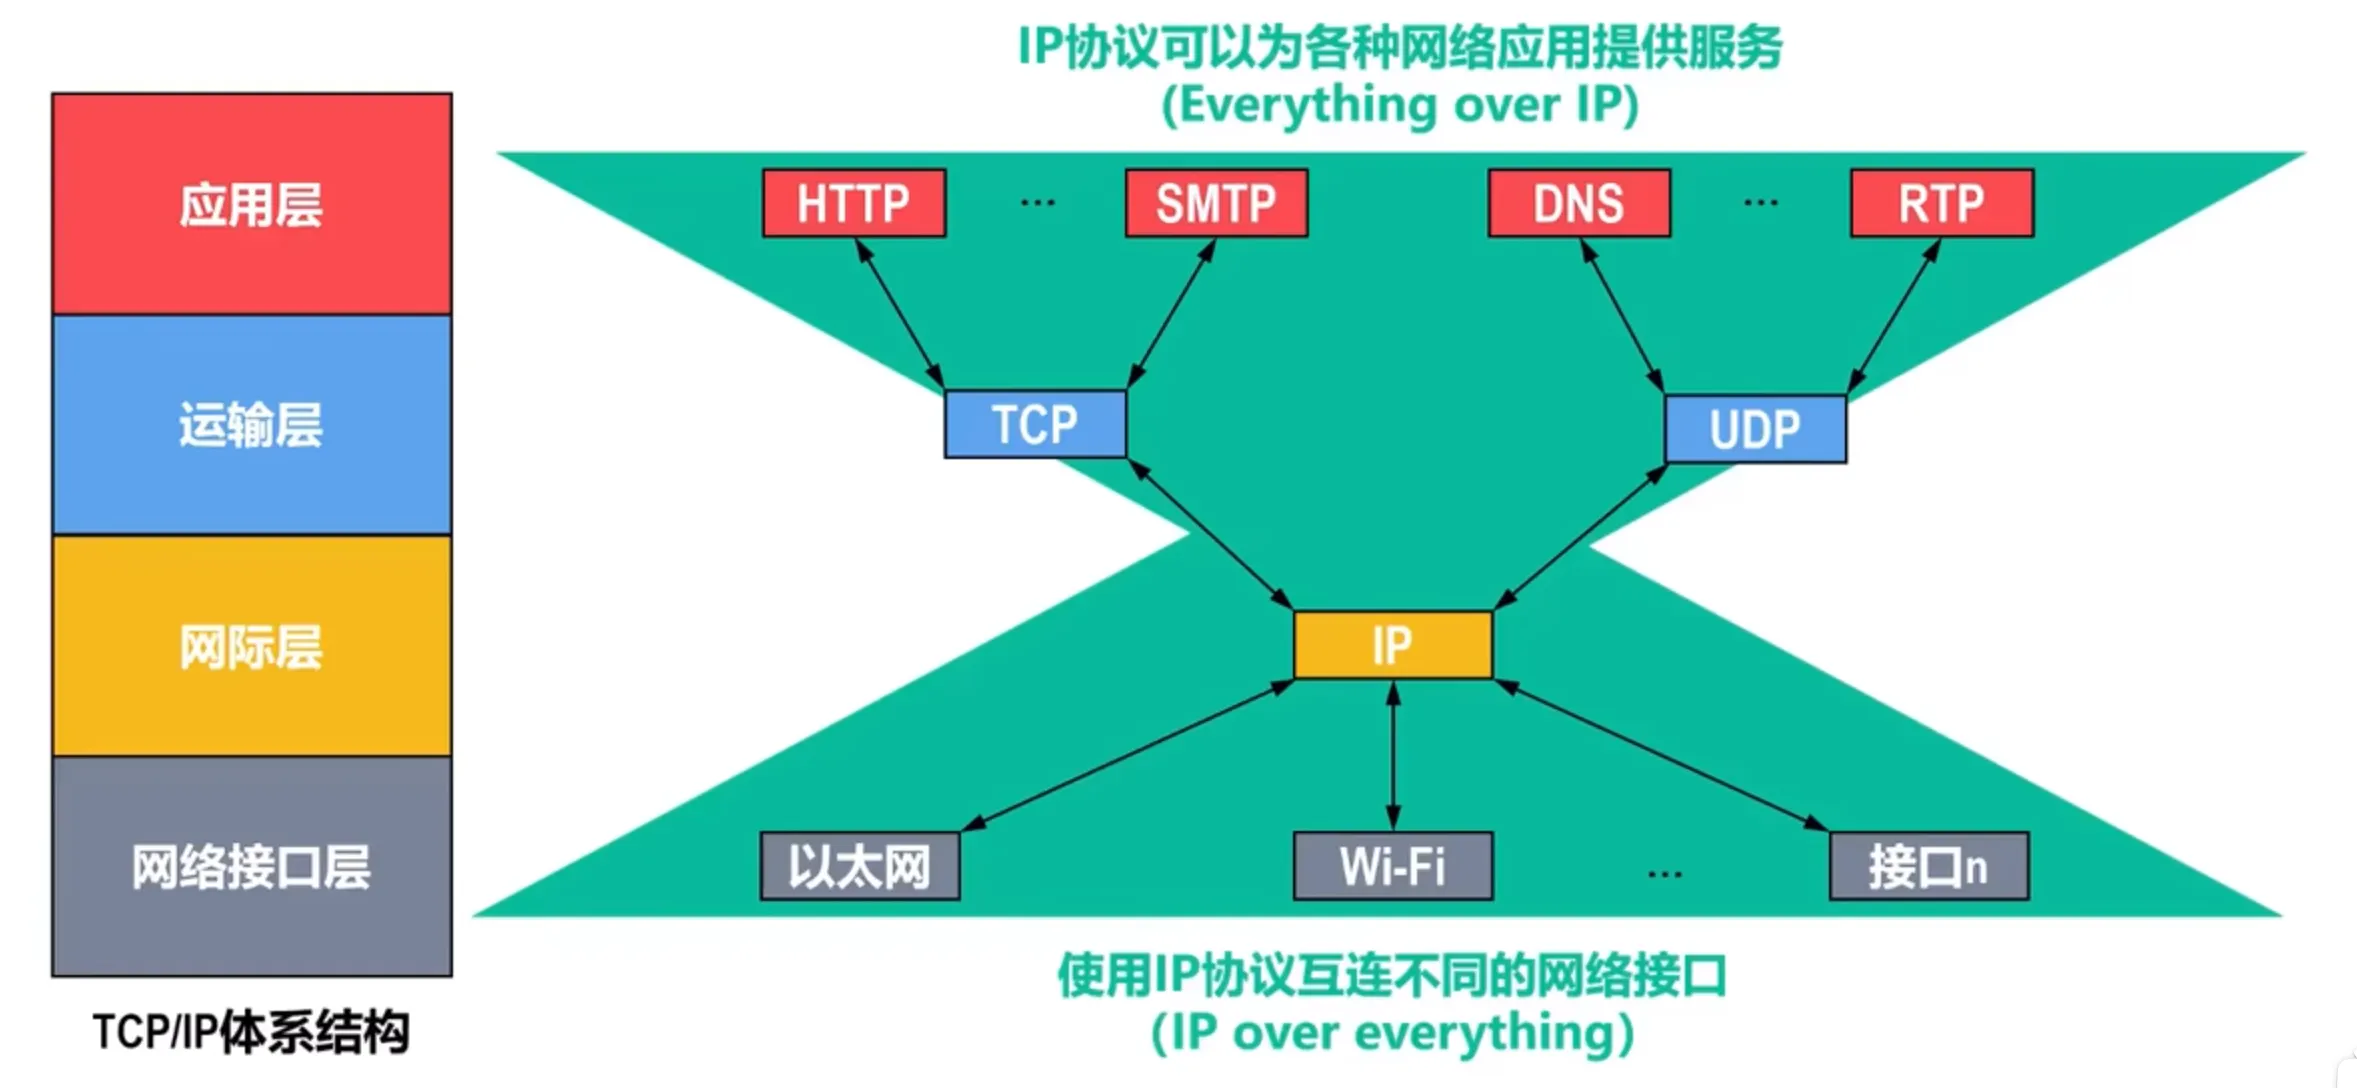 IP协议可以为各种网络应用提供服务
(Everything over IP)
应用层
HTTP … SMTP DNS … RTP
运输层
TCP UDP
网际层
IP
网络接口层
以太网 Wi-Fi … 接口n
使用IP协议互连不同的网络接口
（IP over everything）
TCP/IP体系结构